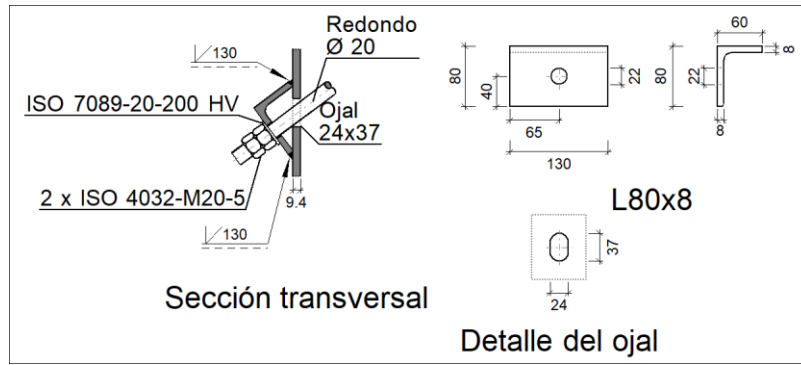 130
Redondo
Ø 20
ISO 7089-20-200 HV
Ojal
24x37
2 x ISO 4032-M20-5
9.4
130
Sección transversal
80
40
22
65
130
60
8
80
22
8
L80x8
37
24
Detalle del ojal